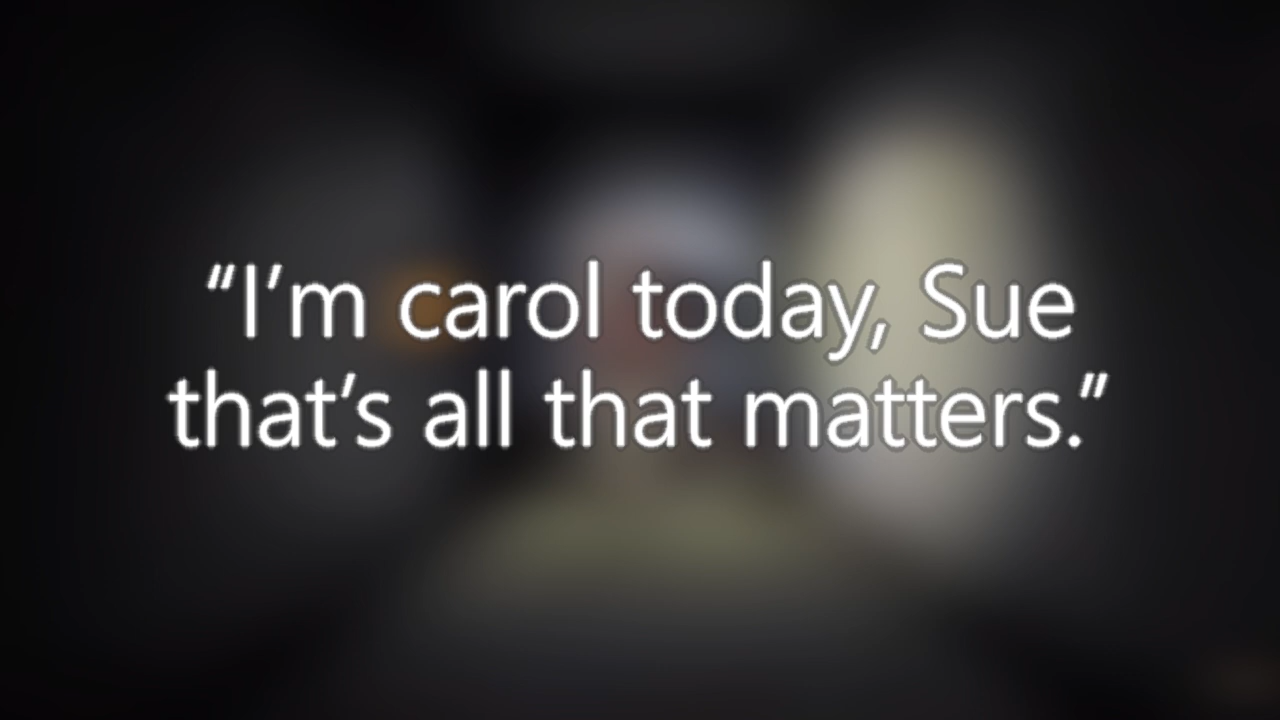 “I’m carol today, Sue
that’s all that matters.”